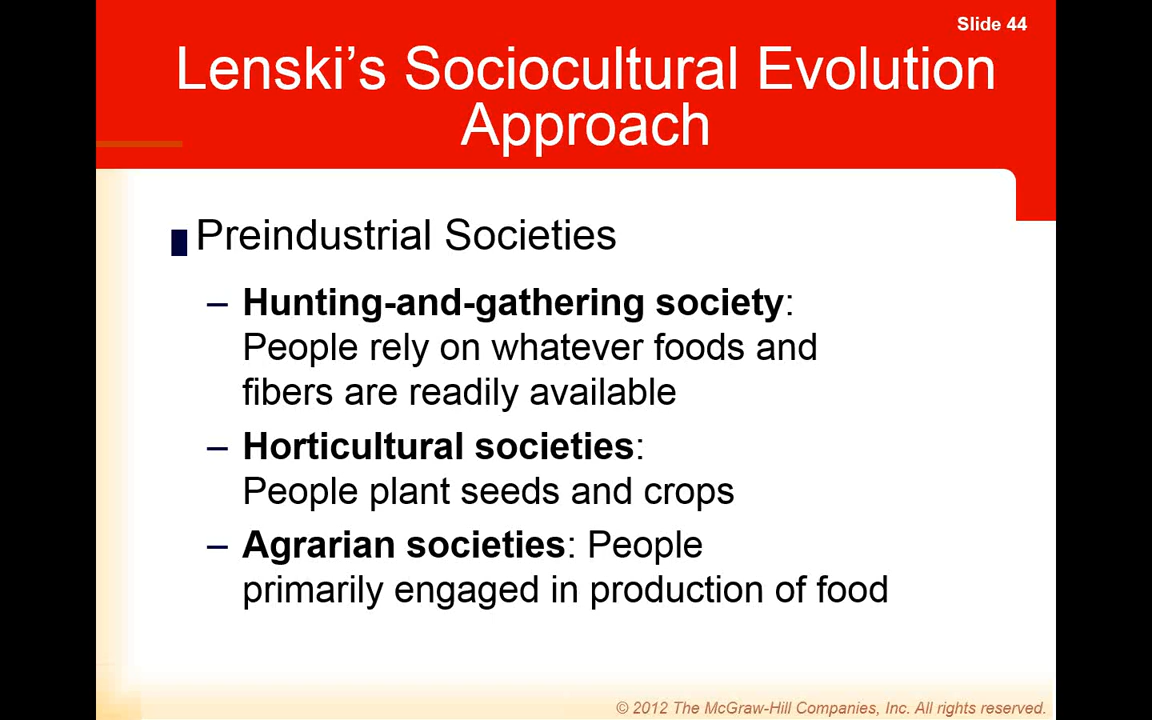 Slide 44
Lenski’s Sociocultural Evolution
Approach
Preindustrial Societies
– Hunting-and-gathering society:
People rely on whatever foods and
fibers are readily available
– Horticultural societies:
People plant seeds and crops
– Agrarian societies: People
primarily engaged in production of food
© 2012 The McGraw-Hill Companies, Inc. All rights reserved.